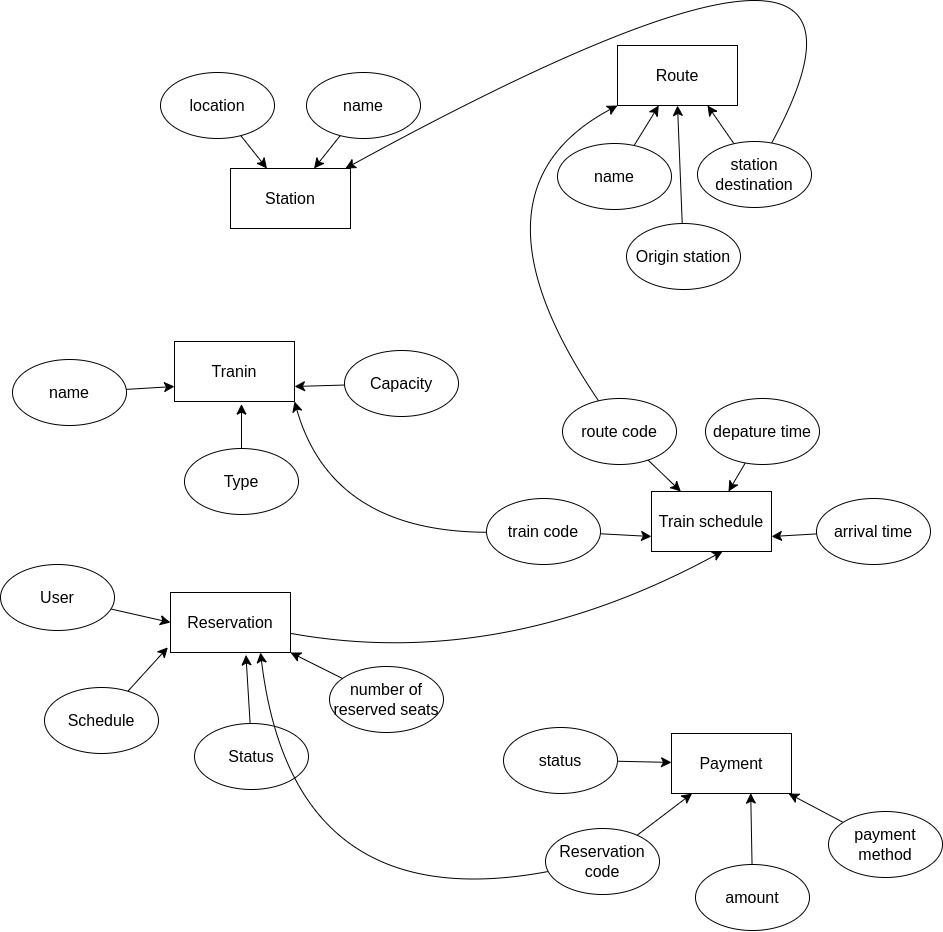 Route
location
name
station
destination
name
Station
Origin station
Tranin
Capacity
name
route code
depature time
Type
Train schedule
train code
arrival time
User
Reservation
number of
reserved seats
Schedule
Status
status
Payment
payment
method
Reservation
code
amount